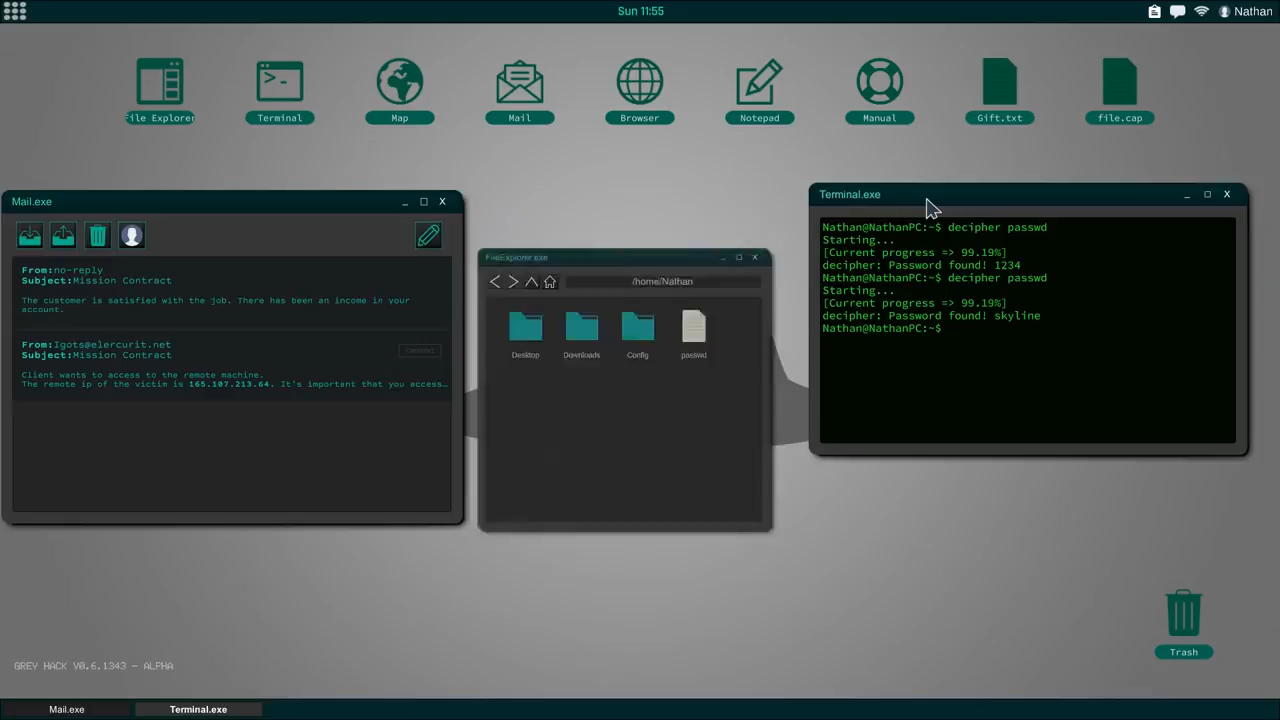 Sun 11:55
Nathan
File Explorer
Terminal
Map
Mail
Browser
Notepad
Manual
Gift.txt
file.cap
Mail.exe
From:no-reply
Subject:Mission Contract
The customer is satisfied with the job. There has been an income in your
account.
From:Igots@elercurit.net
Subject:Mission Contract
Client wants to access to the remote machine.
The remote ip of the victim is 165.107.213.64. It's important that you access…
FileExplorer.exe
/home/Nathan
Desktop
Downloads
Config
passwd
Terminal.exe
Nathan@NathanPC:~$ decipher passwd
Starting...
[Current progress => 99.19%]
decipher: Password found! 1234
Nathan@NathanPC:~$ decipher passwd
Starting...
[Current progress => 99.19%]
decipher: Password found! skyline
Nathan@NathanPC:~$
Trash
GREY HACK V0.6.1343 - ALPHA
Mail.exe
Terminal.exe